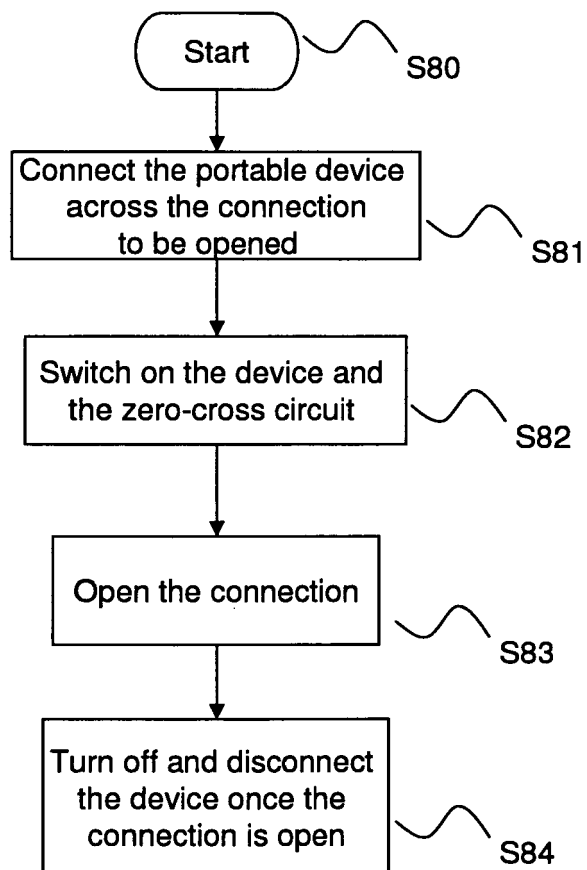 Start
S80
Connect the portable device
across the connection
to be opened
S81
Switch on the device and
the zero-cross circuit
S82
Open the connection
S83
Turn off and disconnect
the device once the
connection is open
S84